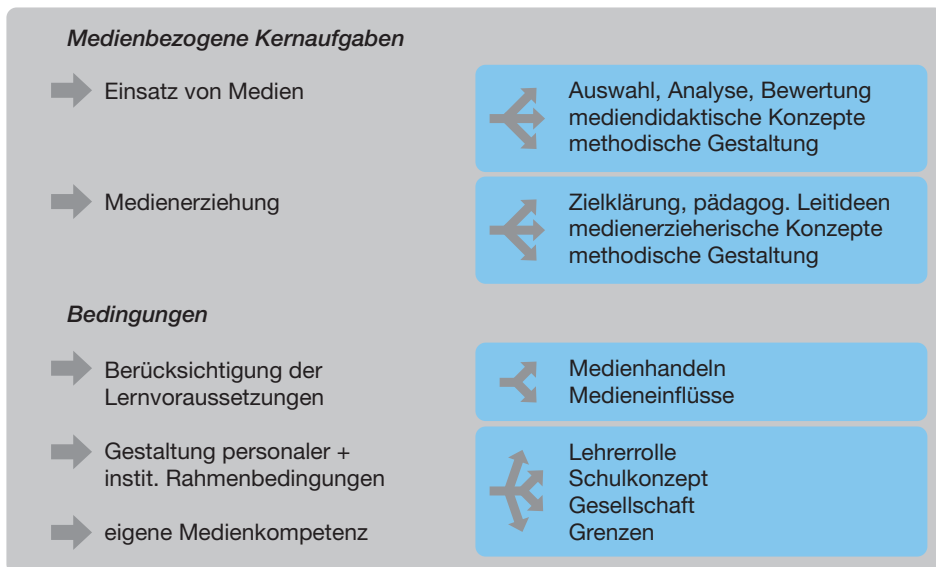 Medienbezogene Kernaufgaben
Einsatz von Medien
Auswahl, Analyse, Bewertung
mediendidaktische Konzepte
methodische Gestaltung
Medienerziehung
Zielklärung, pädagog. Leitideen
medienerzieherische Konzepte
methodische Gestaltung
Bedingungen
Berücksichtigung der
Lernvoraussetzungen
Medienhandeln
Medieneinflüsse
Gestaltung personaler +
instit. Rahmenbedingungen
eigene Medienkompetenz
Lehrerrolle
Schulkonzept
Gesellschaft
Grenzen